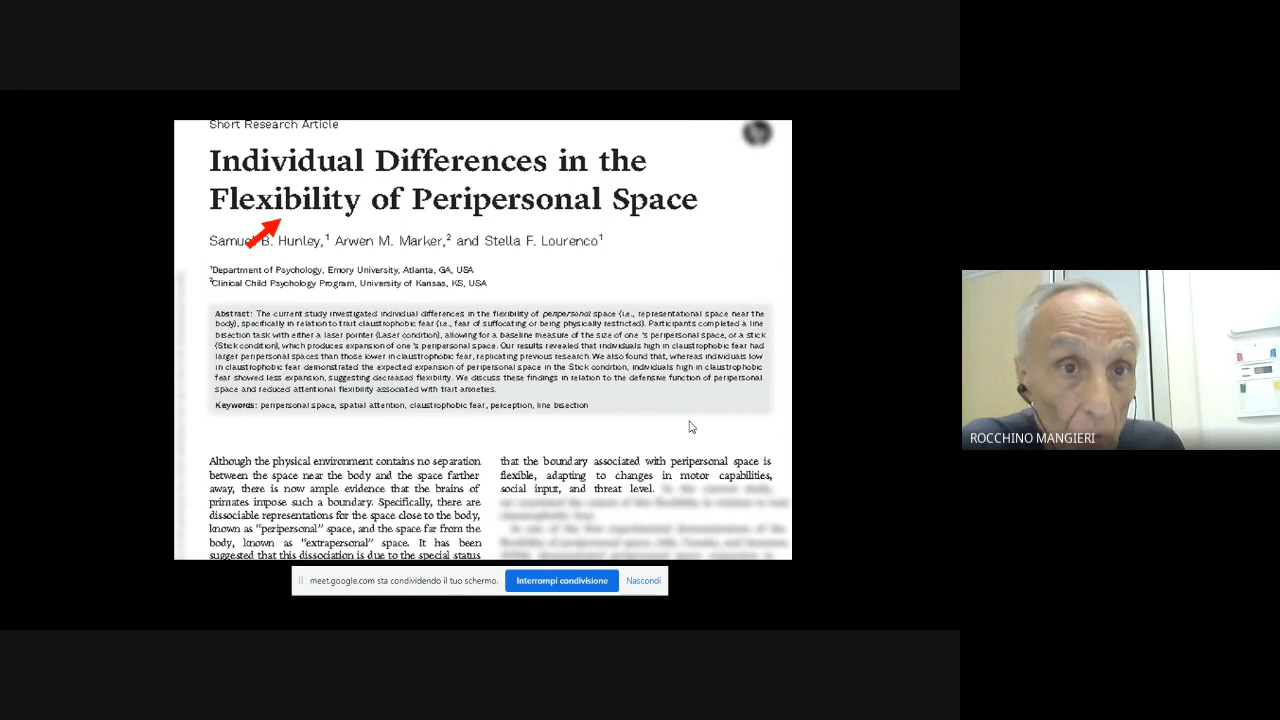 Short Research Article
Individual Differences in the
Flexibility of Peripersonal Space
Samuel B. Hunley,1 Arwen M. Marker,2 and Stella F. Lourenco1
1Department of Psychology, Emory University, Atlanta, GA, USA
2Clinical Child Psychology Program, University of Kansas, KS, USA
Abstract: The current study investigated individual differences in the flexibility of peripersonal space (i.e., representational space near the
body), specifically in relation to trait claustrophobic fear (i.e., fear of suffocating or being physically restricted). Participants completed a line
bisection task with either a laser pointer (Laser condition), allowing for a baseline measure of the size of one's peripersonal space, or a stick
(Stick condition), which produces expansion of one's peripersonal space. Our results revealed that individuals high in claustrophobic fear had
larger peripersonal spaces than those lower in claustrophobic fear, replicating previous research. We also found that, whereas individuals low
in claustrophobic fear demonstrated the expected expansion of peripersonal space in the Stick condition, individuals high in claustrophobic
fear showed less expansion, suggesting decreased flexibility. We discuss these findings in relation to the defensive function of peripersonal
space and reduced attentional flexibility associated with trait anxieties.
Keywords: peripersonal space, spatial attention, claustrophobic fear, perception, line bisection
Although the physical environment contains no separation
between the space near the body and the space farther
away, there is now ample evidence that the brains of
primates impose such a boundary. Specifically, there are
dissociable representations for the space close to the body,
known as "peripersonal" space, and the space far from the
body, known as "extrapersonal" space. It has been
suggested that this dissociation is due to the special status
that the boundary associated with peripersonal space is
flexible, adapting to changes in motor capabilities,
social input, and threat level.
meet.google.com sta condividendo il tuo schermo.
Interrompi condivisione
Nascondi
ROCCHINO MANGIERI